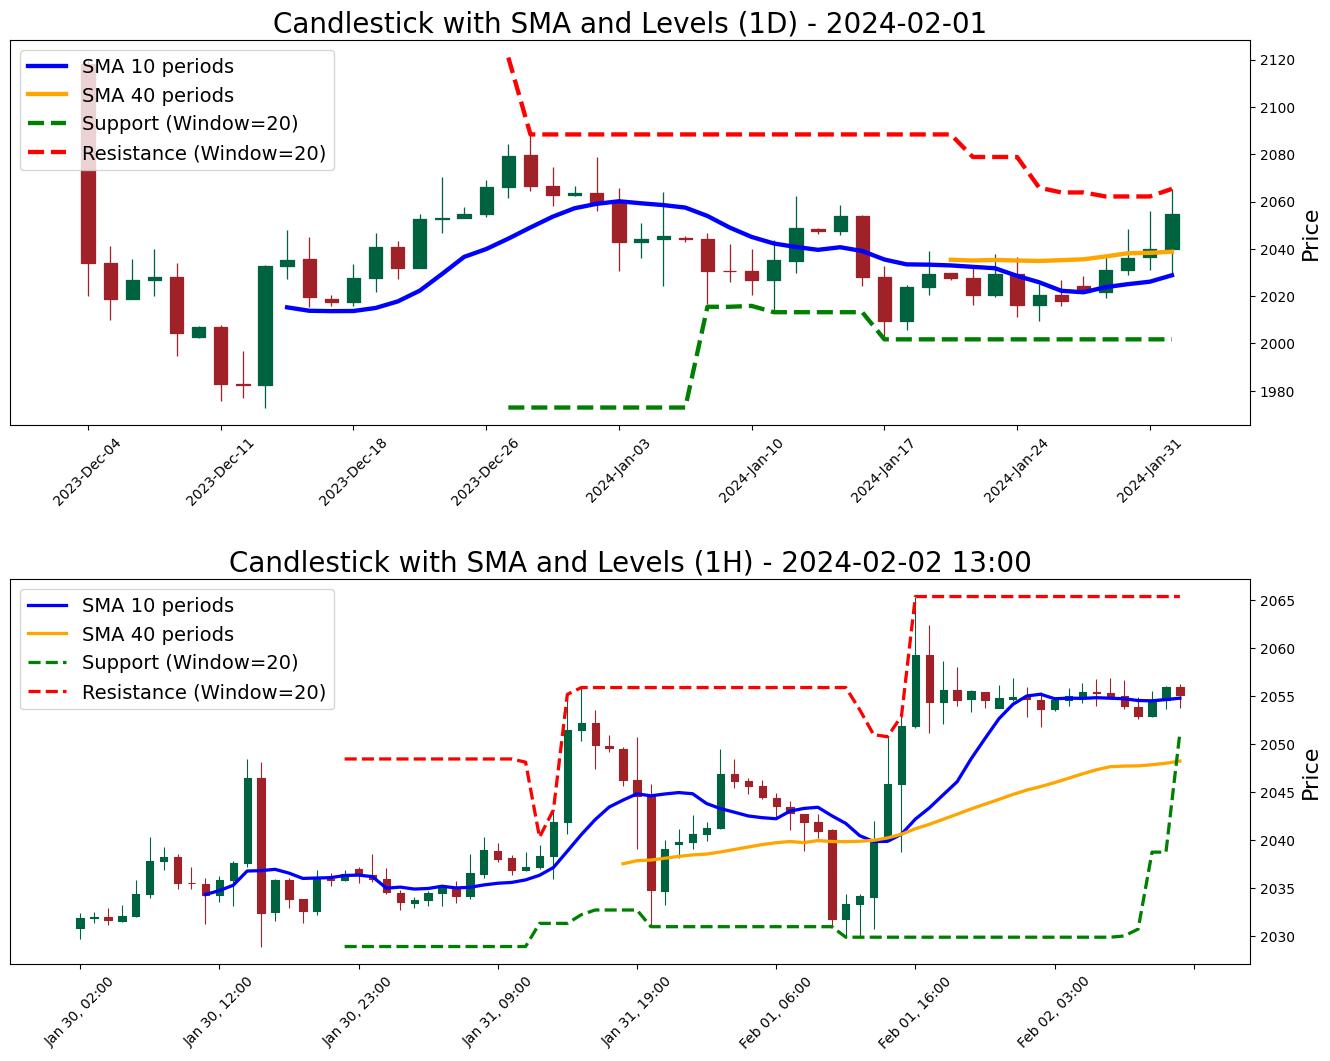 Candlestick with SMA and Levels (1D) - 2024-02-01
SMA 10 periods
SMA 40 periods
Support (Window=20)
Resistance (Window=20)
2120
2100
2080
2060
2040
2020
2000
1980
Price
2023-Dec-04
2023-Dec-11
2023-Dec-18
2023-Dec-26
2024-Jan-03
2024-Jan-10
2024-Jan-17
2024-Jan-24
2024-Jan-31
Candlestick with SMA and Levels (1H) - 2024-02-02 13:00
SMA 10 periods
SMA 40 periods
Support (Window=20)
Resistance (Window=20)
2065
2060
2055
2050
2045
2040
2035
2030
Price
Jan 30, 02:00
Jan 30, 12:00
Jan 30, 23:00
Jan 31, 09:00
Jan 31, 19:00
Feb 01, 06:00
Feb 01, 16:00
Feb 02, 03:00